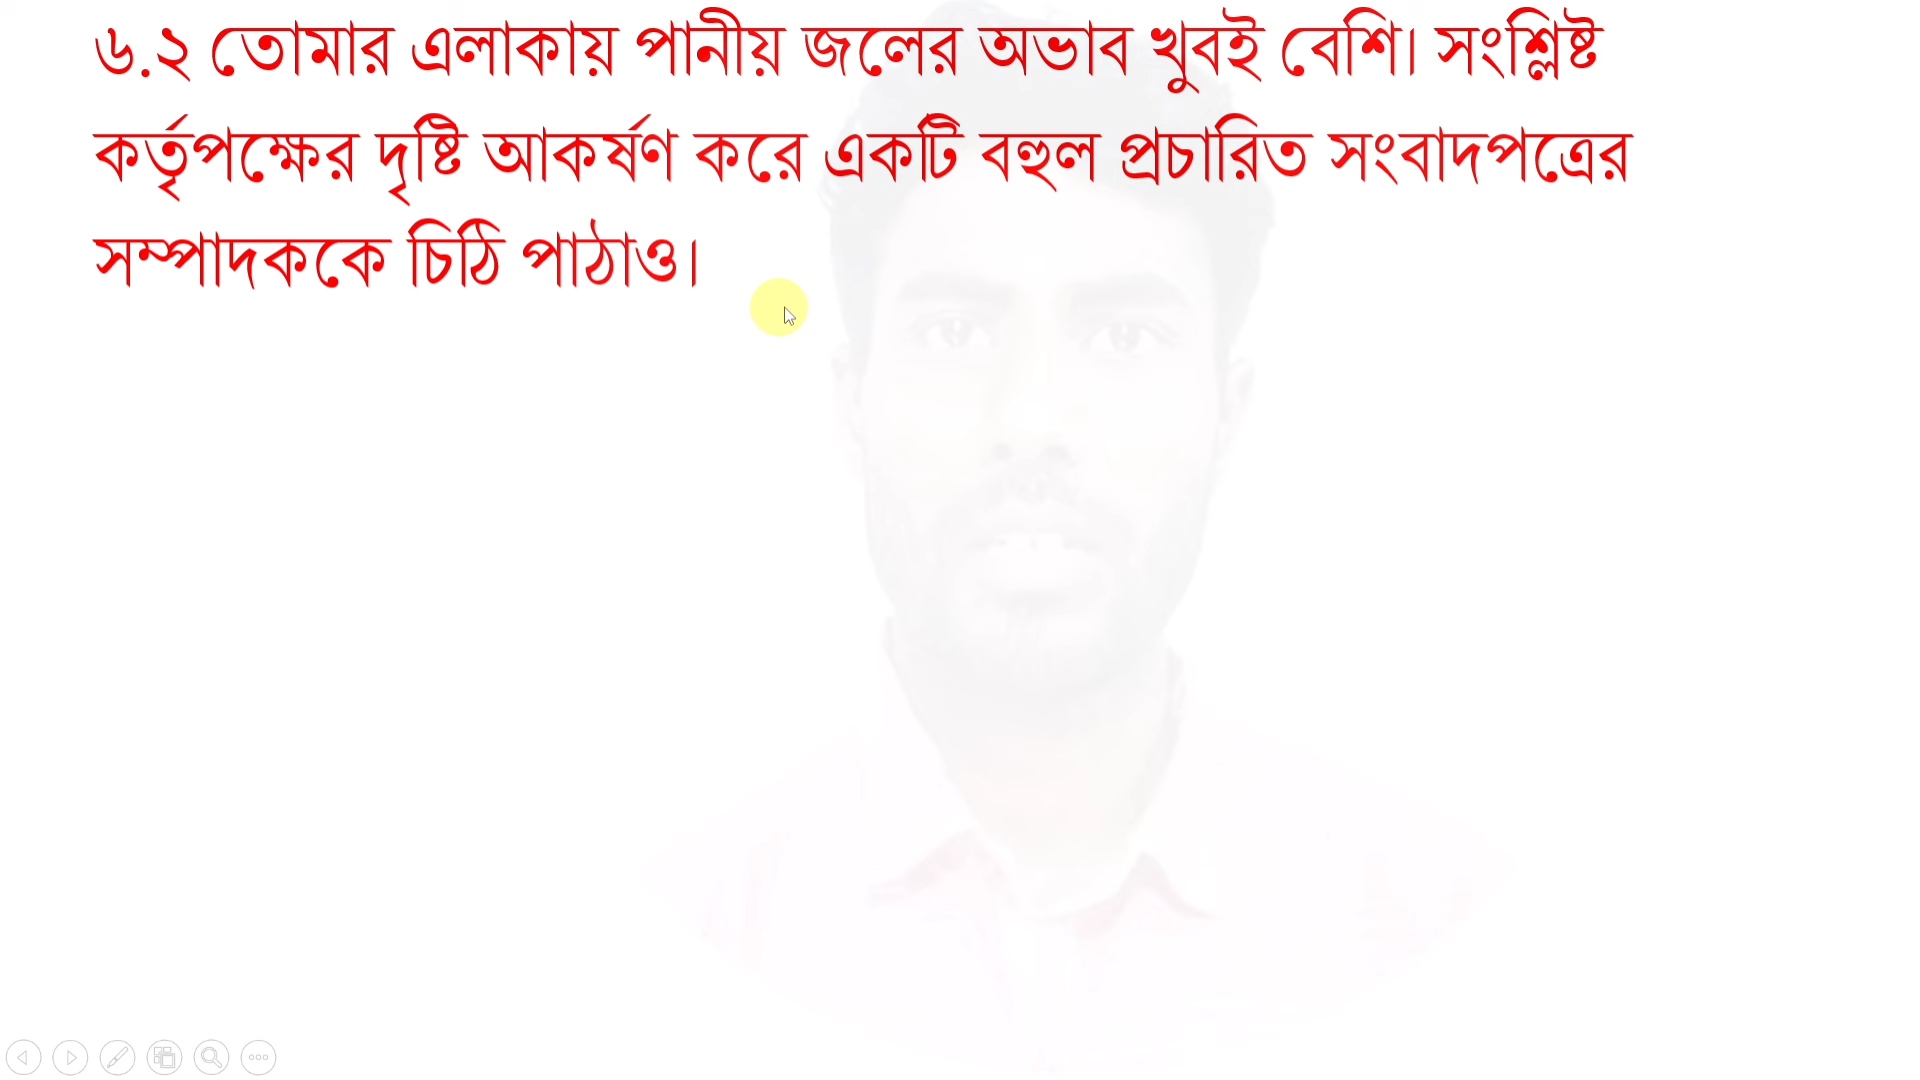 ৬.২ তোমার এলাকায় পানীয় জলের অভাব খুবই বেশি। সংশ্লিষ্ট
কর্তৃপক্ষের দৃষ্টি আকর্ষণ করে একটি বহুল প্রচারিত সংবাদপত্রের
সম্পাদককে চিঠি পাঠাও।